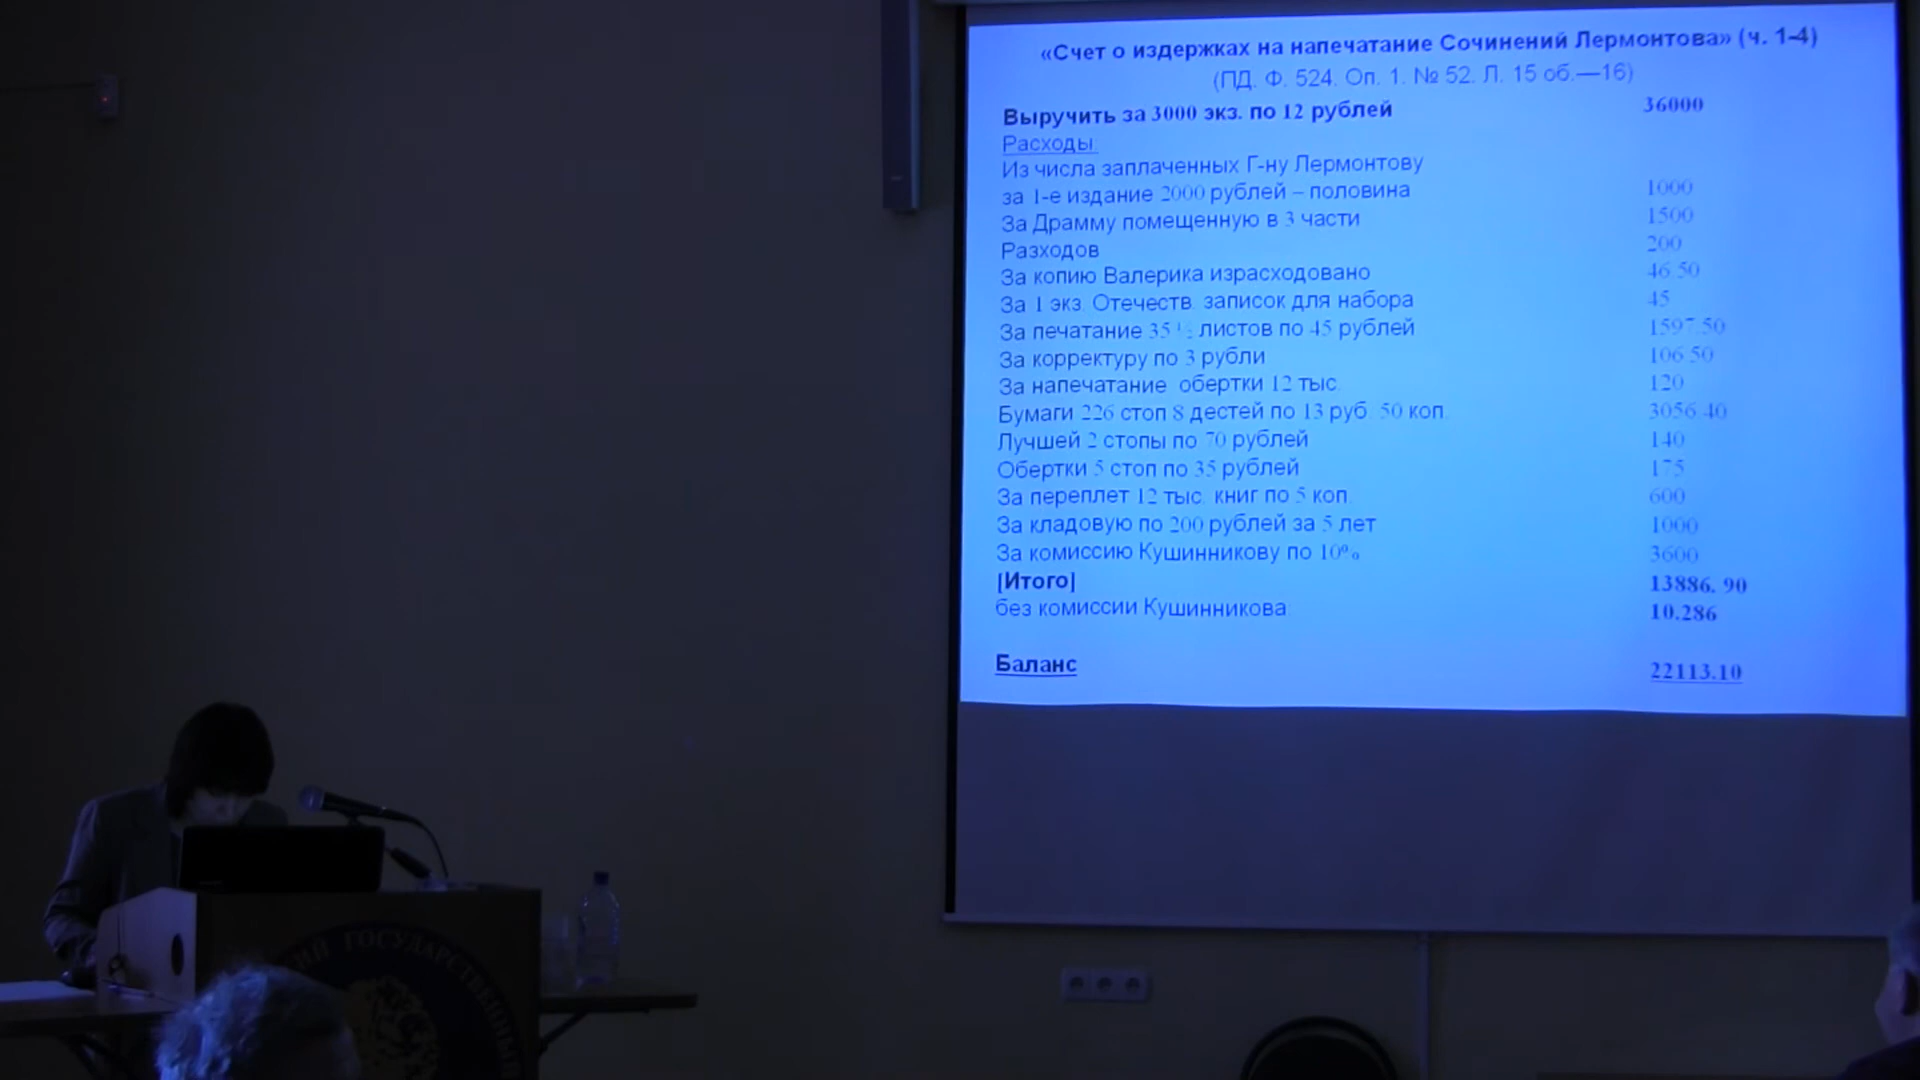 «Счет о издержках на напечатание Сочинений Лермонтова» (ч. 1-4)
(ПД. Ф. 524. Оп. 1. № 52. Л. 15 об.—16)
Выручить за 3000 экз. по 12 рублей 36000
Расходы:
Из числа заплаченных Г-ну Лермонтову
за 1-е издание 2000 рублей – половина 1000
За Драмму помещенную в 3 части 1500
Разходов 200
За копию Валерика израсходовано 46.50
За 1 экз. Отечеств. записок для набора 45
За печатание 35 ½ листов по 45 рублей 1597.50
За корректуру по 3 рубли 106.50
За напечатание обертки 12 тыс. 120
Бумаги 226 стоп 8 дестей по 13 руб. 50 коп. 3056.40
Лучшей 2 стопы по 70 рублей 140
Обертки 5 стоп по 35 рублей 175
За переплет 12 тыс. книг по 5 коп. 600
За кладовую по 200 рублей за 5 лет 1000
За комиссию Кушинникову по 10% 3600
[Итого] 13886. 90
без комиссии Кушинникова 10.286
Баланс 22113.10
ГОСУДАРСТВЕННЫЙ